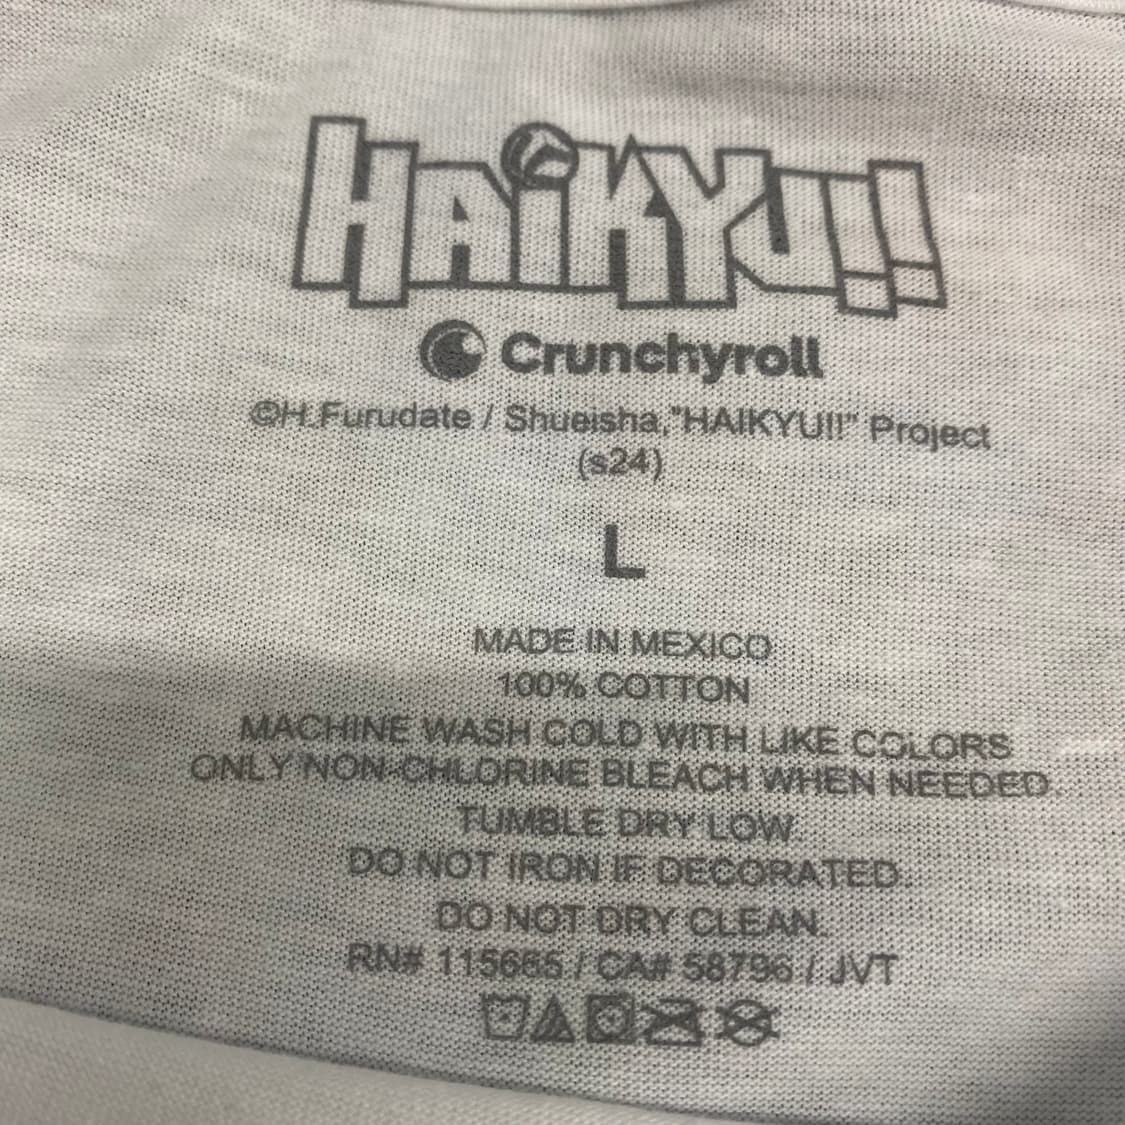 HAiKYU!!
Crunchyroll
©H.Furudate / Shueisha,"HAIKYU!!" Project
(s24)
L
MADE IN MEXICO
100% COTTON
MACHINE WASH COLD WITH LIKE COLORS
ONLY NON-CHLORINE BLEACH WHEN NEEDED.
TUMBLE DRY LOW.
DO NOT IRON IF DECORATED.
DO NOT DRY CLEAN.
RN# 115665 / CA# 58796 / JVT